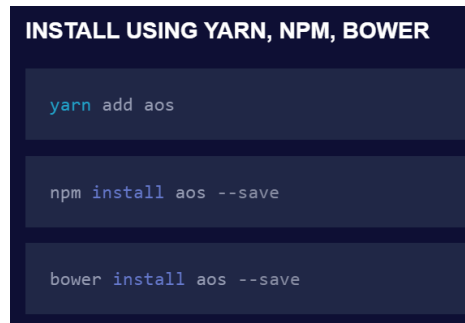 INSTALL USING YARN, NPM, BOWER
yarn add aos
npm install aos --save
bower install aos --save